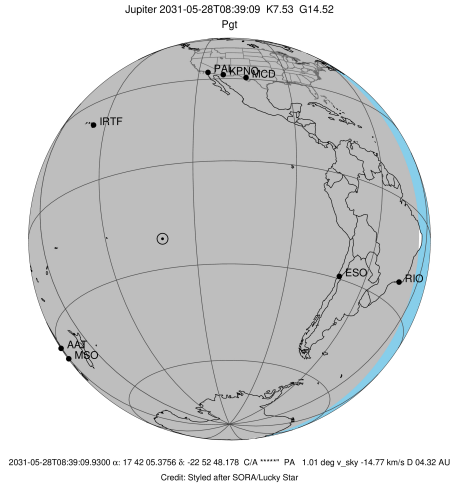 Jupiter 2031-05-28T08:39:09 K7.53 G14.52
Pgt
PAL
KPNO
MCD
IRTF
ESO
RIO
AAT
MSO
2031-05-28T08:39:09.9300 α: 17 42 05.3756 δ: -22 52 48.178 C/A *****" PA 1.01 deg v_sky -14.77 km/s D 04.32 AU
Credit: Styled after SORA/Lucky Star